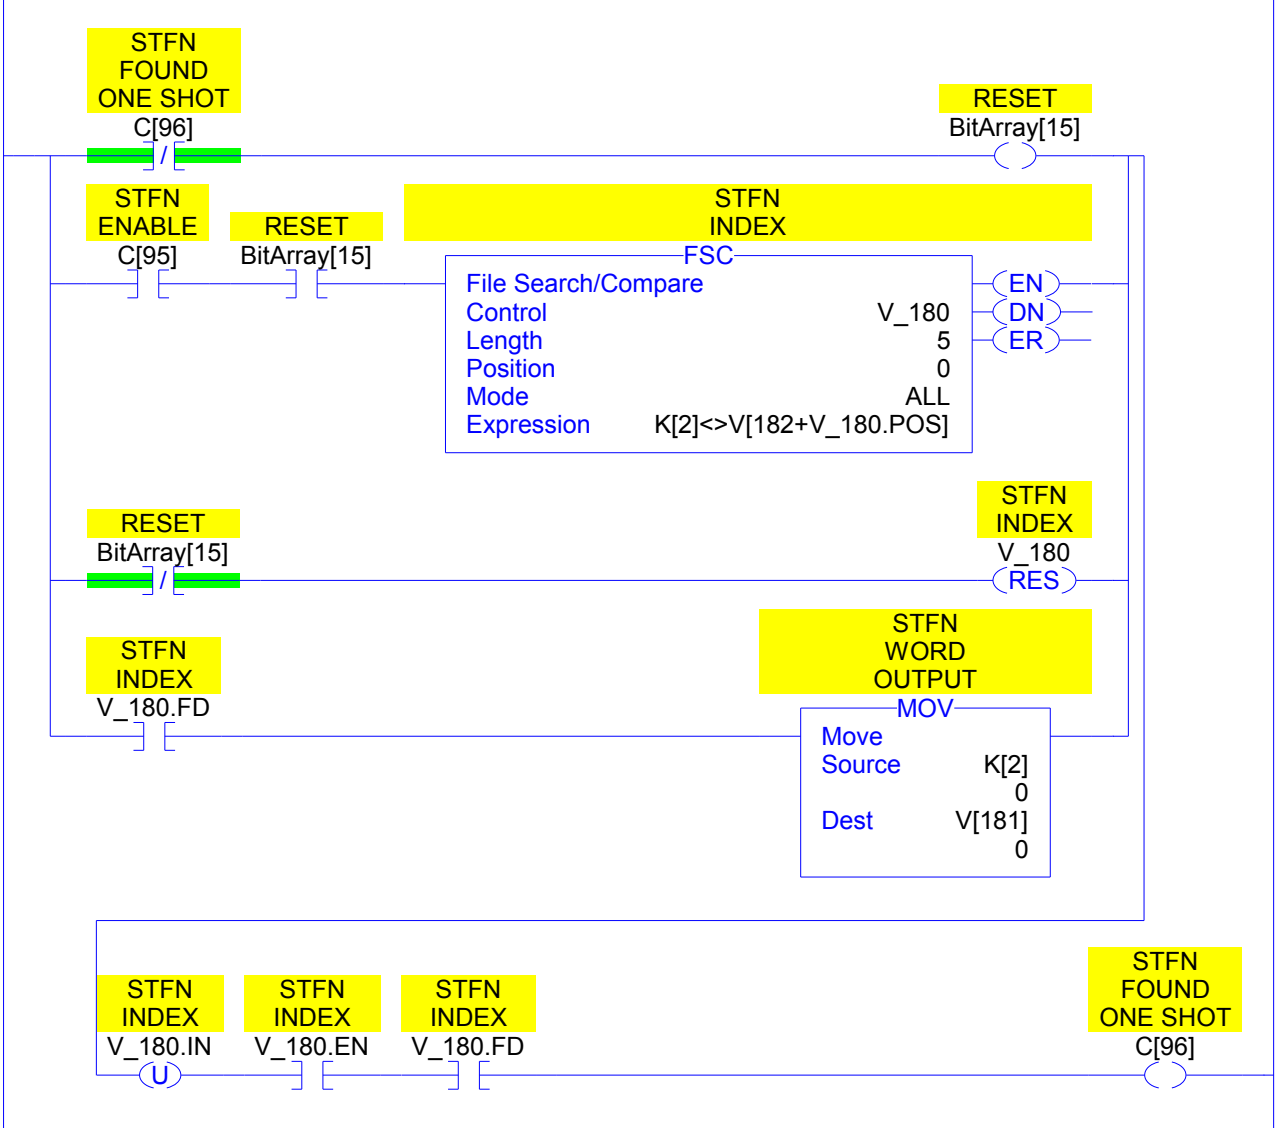 STFN
FOUND
ONE SHOT
C[96]
/
RESET
BitArray[15]
STFN
ENABLE
C[95]
RESET
BitArray[15]
STFN
INDEX
FSC
File Search/Compare
Control V_180
Length 5
Position 0
Mode ALL
Expression K[2]<>V[182+V_180.POS]
EN
DN
ER
RESET
BitArray[15]
/
STFN
INDEX
V_180
RES
STFN
INDEX
V_180.FD
STFN
WORD
OUTPUT
MOV
Move
Source K[2]
0
Dest V[181]
0
STFN
INDEX
V_180.IN
U
STFN
INDEX
V_180.EN
STFN
INDEX
V_180.FD
STFN
FOUND
ONE SHOT
C[96]